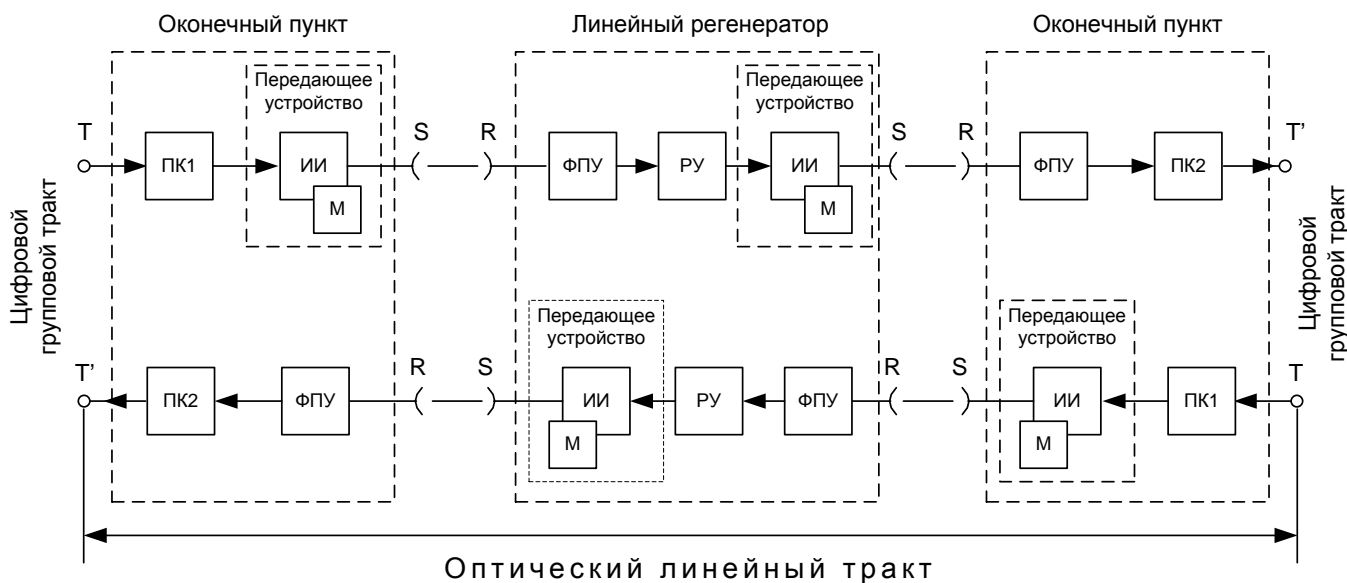 Оконечный пункт
Линейный регенератор
Оконечный пункт
Передающее
устройство
Передающее
устройство
T
S
R
S
R
T'
ПК1
ИИ
М
ФПУ
РУ
ИИ
М
ФПУ
ПК2
Цифровой
групповой тракт
Цифровой
групповой тракт
Передающее
устройство
Передающее
устройство
T'
R
S
R
S
T
ПК2
ФПУ
ИИ
М
РУ
ФПУ
ИИ
М
ПК1
Оптический линейный тракт